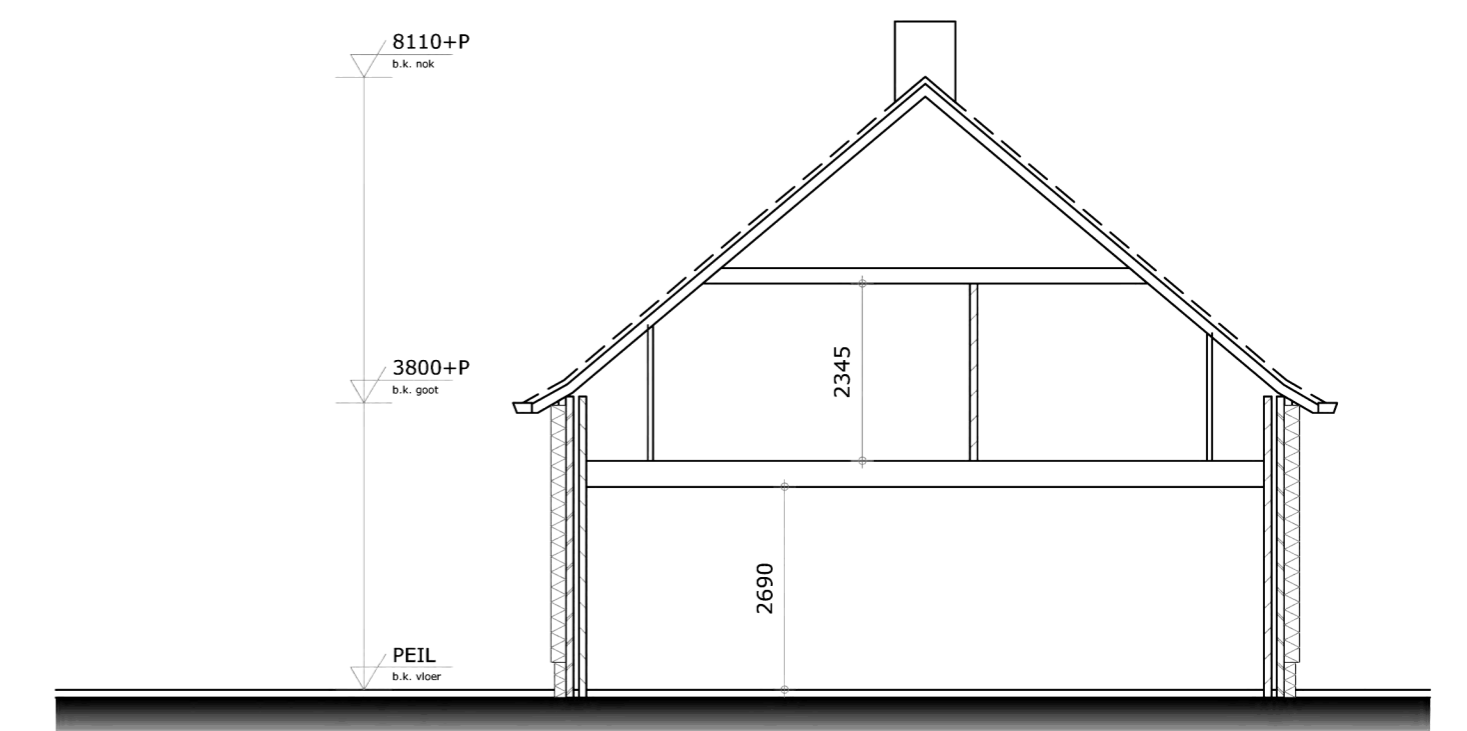 8110+P
b.k. nok
3800+P
b.k. goot
2345
2690
PEIL
b.k. vloer